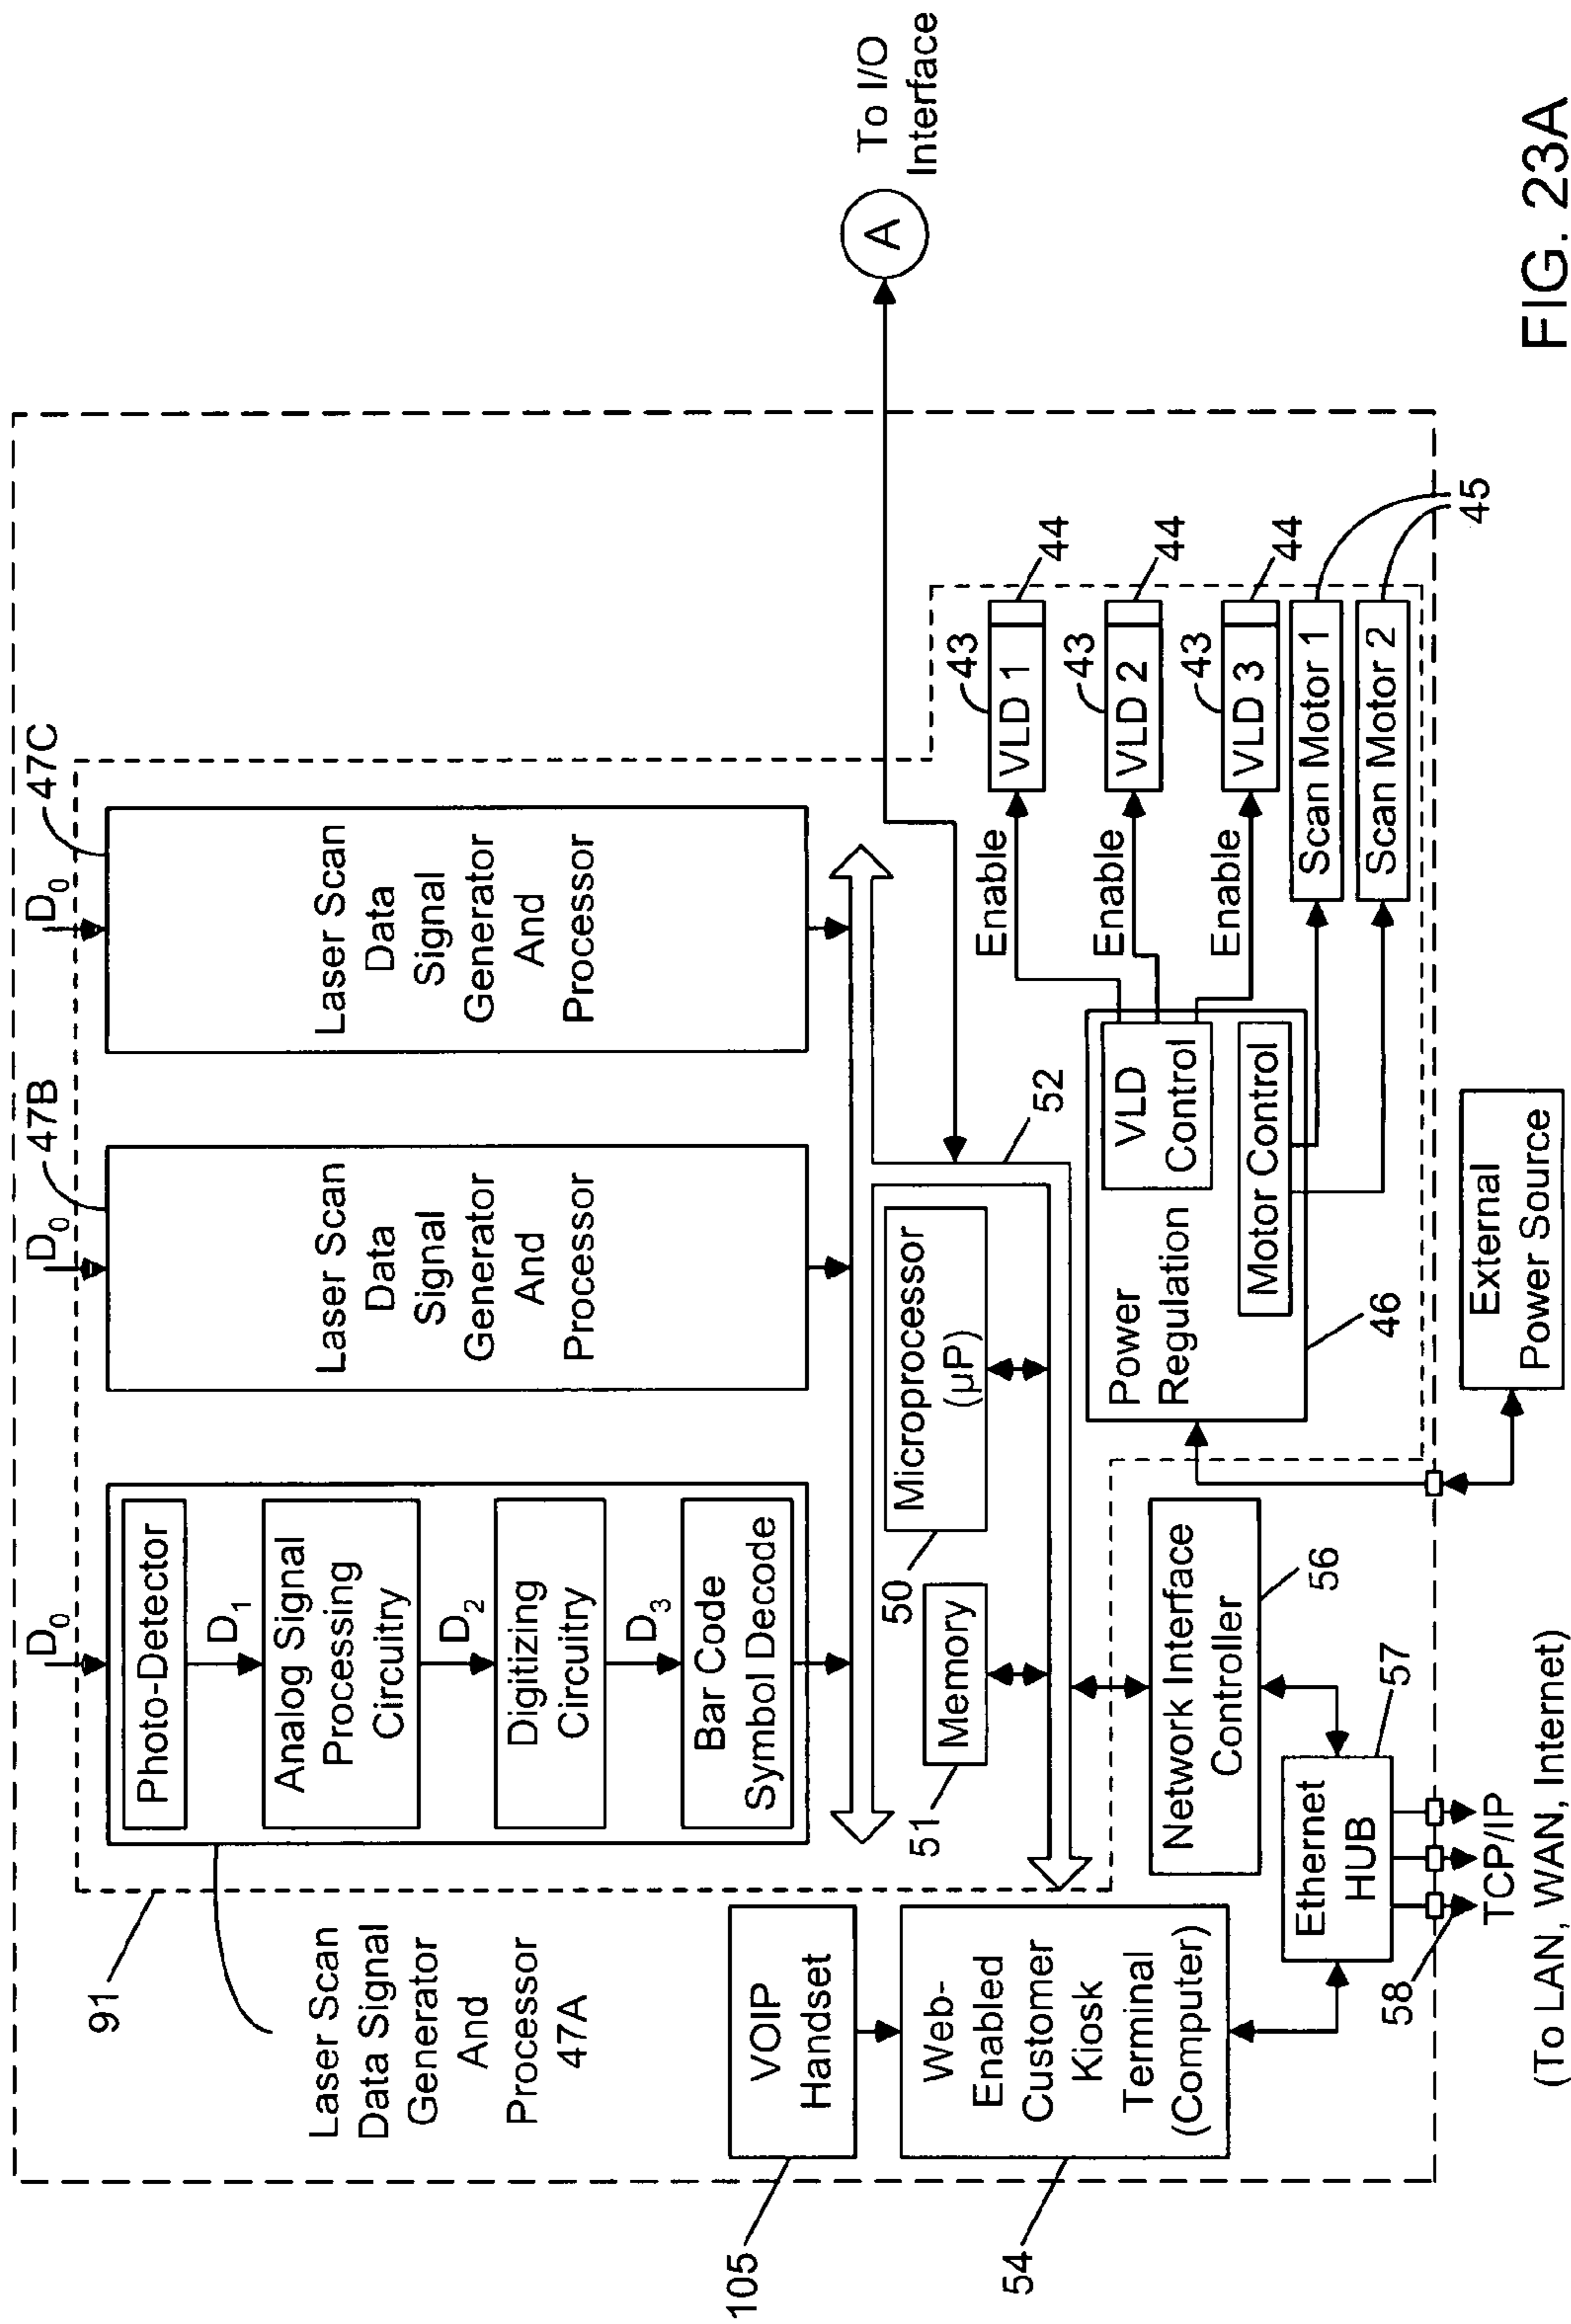 D0
D0
47B
D0
47C
91
Photo-Detector
D1
Analog Signal
Processing
Circuitry
D2
Digitizing
Circuitry
D3
Bar Code
Symbol Decode
Laser Scan
Data
Signal
Generator
And
Processor
Laser Scan
Data
Signal
Generator
And
Processor
Laser Scan
Data Signal
Generator
And
Processor
47A
To I/O
Interface
A
VOIP
Handset
105
Web-
Enabled
Customer
Kiosk
Terminal
(Computer)
54
Memory
51
Microprocessor
(µP)
50
52
Network Interface
Controller
56
Ethernet
HUB
57
58
TCP/IP
(To LAN, WAN, Internet)
Power
Regulation
VLD
Control
Motor Control
46
External
Power Source
Enable
43
VLD 1
44
Enable
43
VLD 2
44
Enable
43
VLD 3
44
Scan Motor 1
Scan Motor 2
45
FIG. 23A